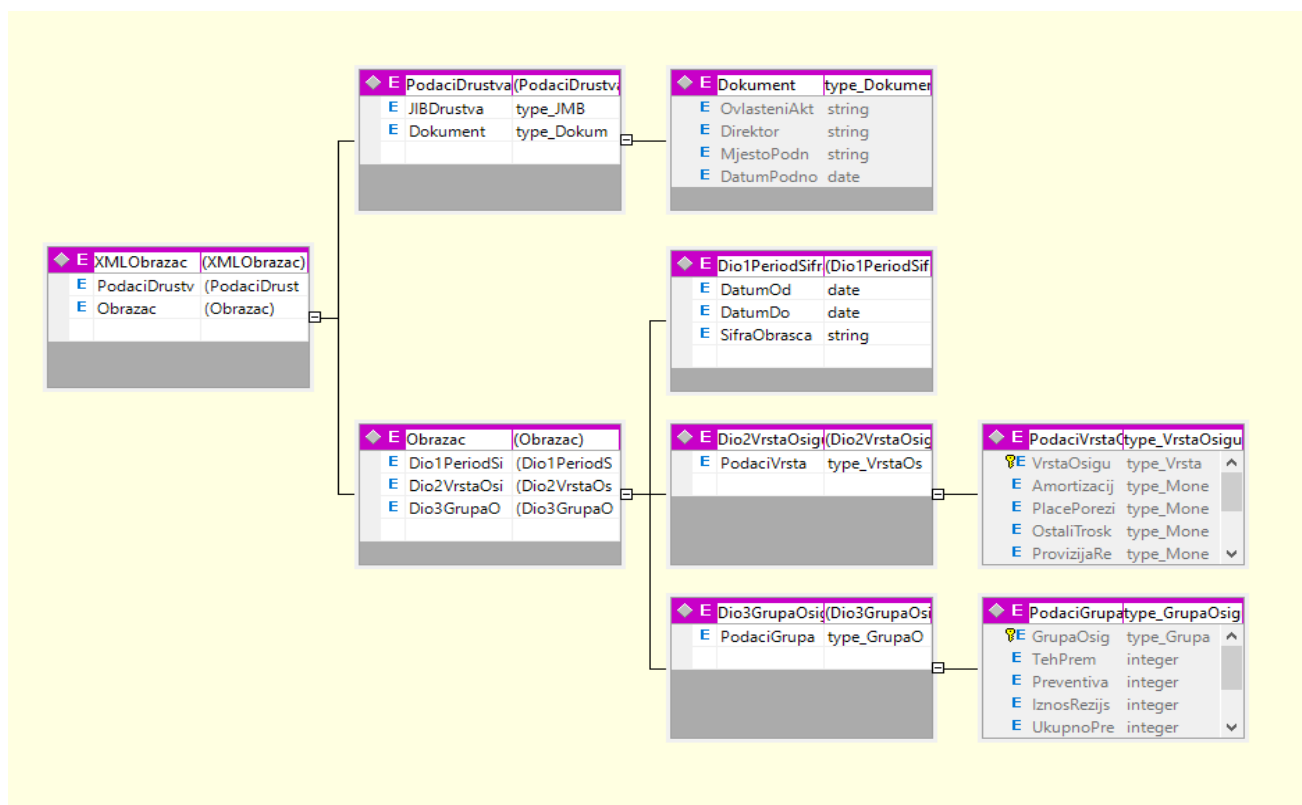 E PodaciDrustva (PodaciDrustv
E JIBDrustva type_JMB
E Dokument type_Dokum
E Dokument type_Dokumer
E OvlasteniAkt string
E Direktor string
E MjestoPodn string
E DatumPodno date
E XMLObrazac (XMLObrazac)
E PodaciDrustv (PodaciDrust
E Obrazac (Obrazac)
E Dio1PeriodSifr (Dio1PeriodSif
E DatumOd date
E DatumDo date
E SifraObrasca string
E Obrazac (Obrazac)
E Dio1PeriodSi (Dio1PeriodS
E Dio2VrstaOsi (Dio2VrstaOs
E Dio3GrupaO (Dio3GrupaO
E Dio2VrstaOsigu (Dio2VrstaOsig
E PodaciVrsta type_VrstaOs
E PodaciVrstaO type_VrstaOsigu
E VrstaOsigu type_Vrsta
E Amortizacij type_Mone
E PlacePorezi type_Mone
E OstaliTrosk type_Mone
E ProvizijaRe type_Mone
E Dio3GrupaOsig (Dio3GrupaOsi
E PodaciGrupa type_GrupaO
E PodaciGrupa type_GrupaOsig
E GrupaOsig type_Grupa
E TehPrem integer
E Preventiva integer
E IznosRezijs integer
E UkupnoPre integer